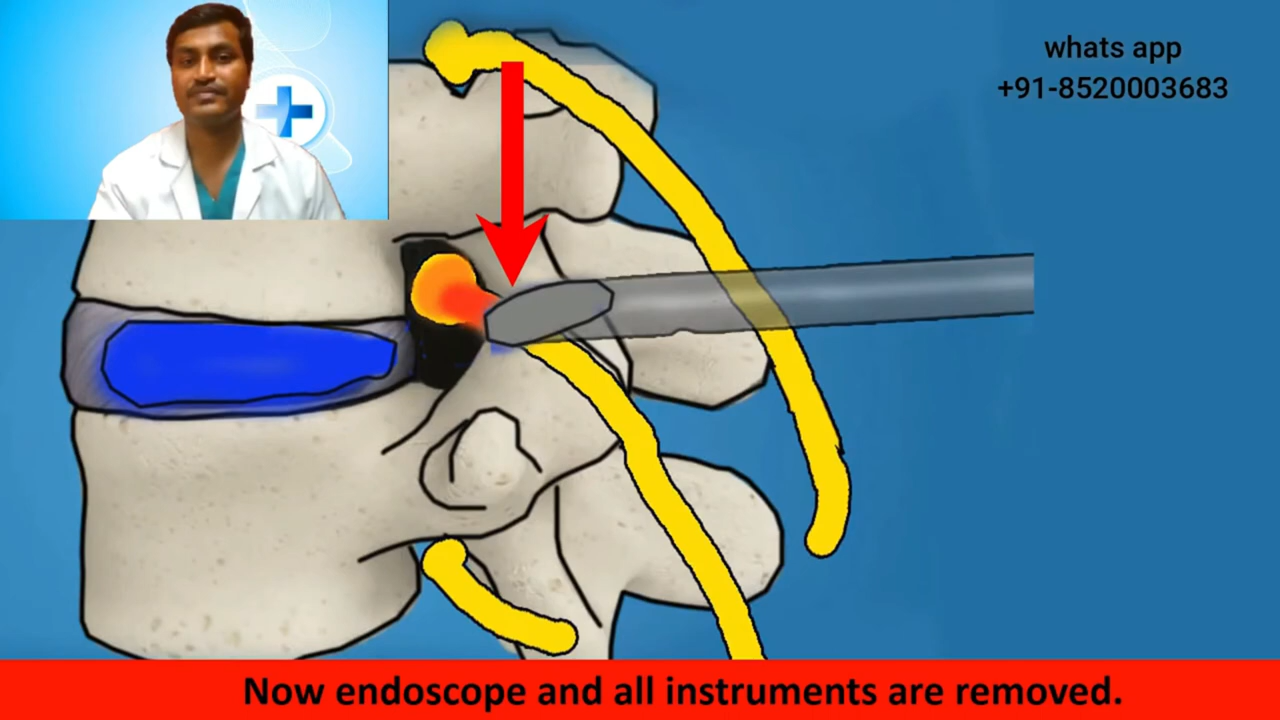 whats app
+91-8520003683
Now endoscope and all instruments are removed.